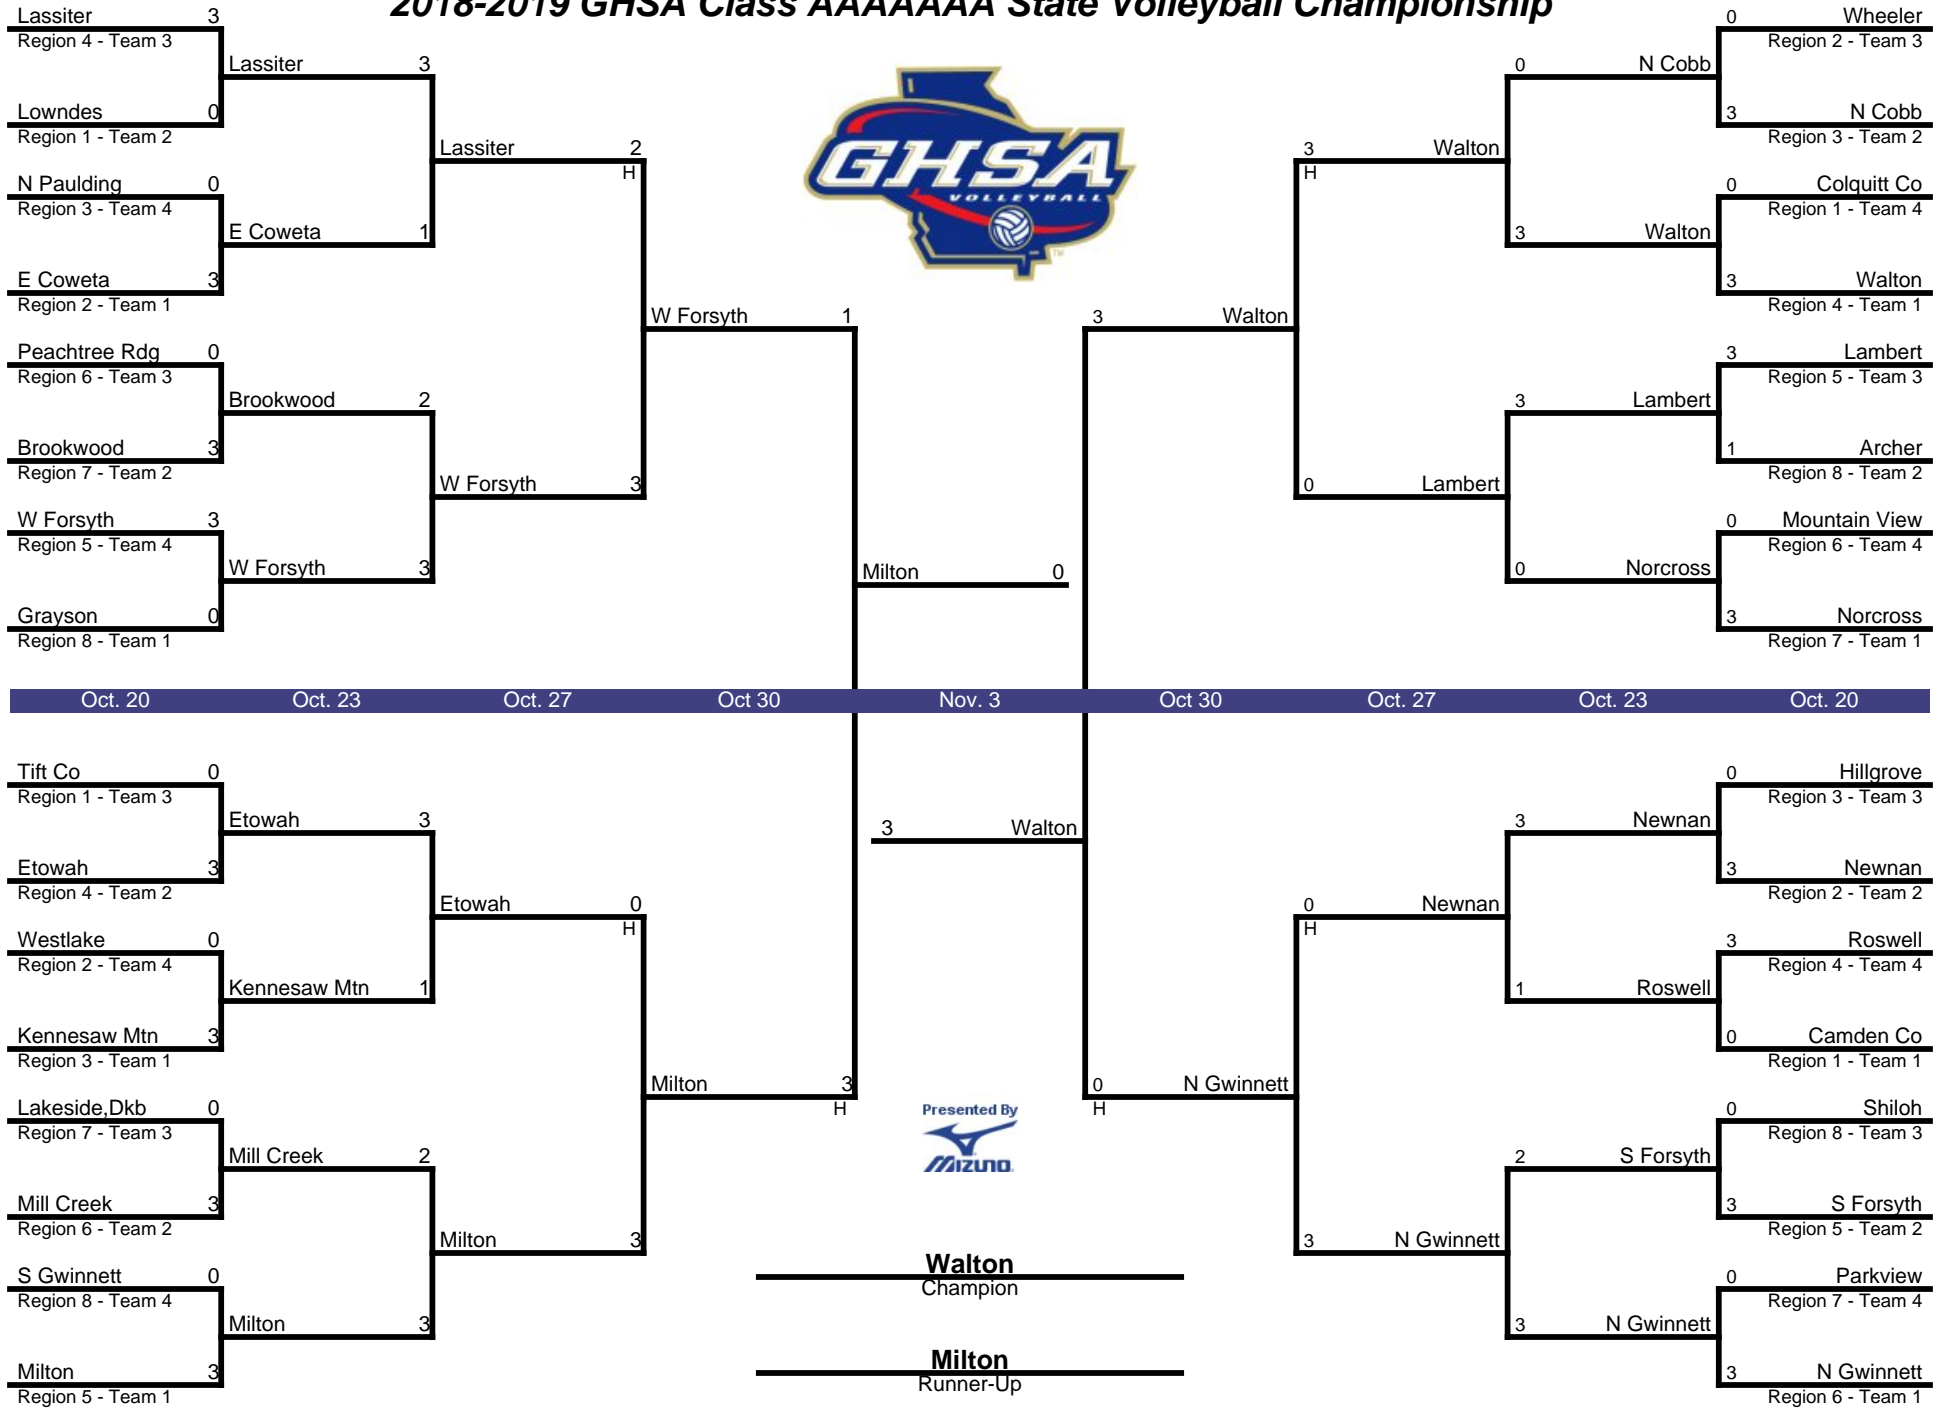 2018-2019 GHSA Class AAAAAAA State Volleyball Championship
Lassiter 3
Region 4 - Team 3
Lowndes 0
Region 1 - Team 2
N Paulding 0
Region 3 - Team 4
E Coweta 3
Region 2 - Team 1
Peachtree Rdg 0
Region 6 - Team 3
Brookwood 3
Region 7 - Team 2
W Forsyth 3
Region 5 - Team 4
Grayson 0
Region 8 - Team 1
Lassiter 3
E Coweta 1
Brookwood 2
W Forsyth 3
Lassiter 2
H
W Forsyth 3
W Forsyth 1
Milton 0
GHSA
VOLLEYBALL
TM
3 Walton
3 Walton
H
0 Lambert
0 N Cobb
3 Walton
3 Lambert
0 Norcross
0 Wheeler
Region 2 - Team 3
3 N Cobb
Region 3 - Team 2
0 Colquitt Co
Region 1 - Team 4
3 Walton
Region 4 - Team 1
3 Lambert
Region 5 - Team 3
1 Archer
Region 8 - Team 2
0 Mountain View
Region 6 - Team 4
3 Norcross
Region 7 - Team 1
Oct. 20 Oct. 23 Oct. 27 Oct 30 Nov. 3 Oct 30 Oct. 27 Oct. 23 Oct. 20
Tift Co 0
Region 1 - Team 3
Etowah 3
Region 4 - Team 2
Westlake 0
Region 2 - Team 4
Kennesaw Mtn 3
Region 3 - Team 1
Lakeside,Dkb 0
Region 7 - Team 3
Mill Creek 3
Region 6 - Team 2
S Gwinnett 0
Region 8 - Team 4
Milton 3
Region 5 - Team 1
Etowah 3
Kennesaw Mtn 1
Mill Creek 2
Milton 3
Etowah 0
H
Milton 3
Milton 3
H
3 Walton
0 N Gwinnett
H
0 Newnan
H
3 N Gwinnett
3 Newnan
1 Roswell
2 S Forsyth
3 N Gwinnett
0 Hillgrove
Region 3 - Team 3
3 Newnan
Region 2 - Team 2
3 Roswell
Region 4 - Team 4
0 Camden Co
Region 1 - Team 1
0 Shiloh
Region 8 - Team 3
3 S Forsyth
Region 5 - Team 2
0 Parkview
Region 7 - Team 4
3 N Gwinnett
Region 6 - Team 1
Presented By
MIZUNO
Walton
Champion
Milton
Runner-Up